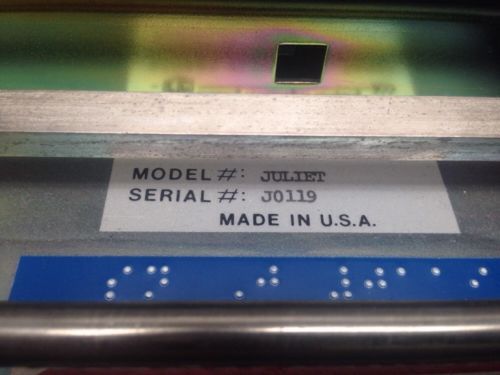 MODEL #: JULIET
SERIAL #: J0119
MADE IN U.S.A.